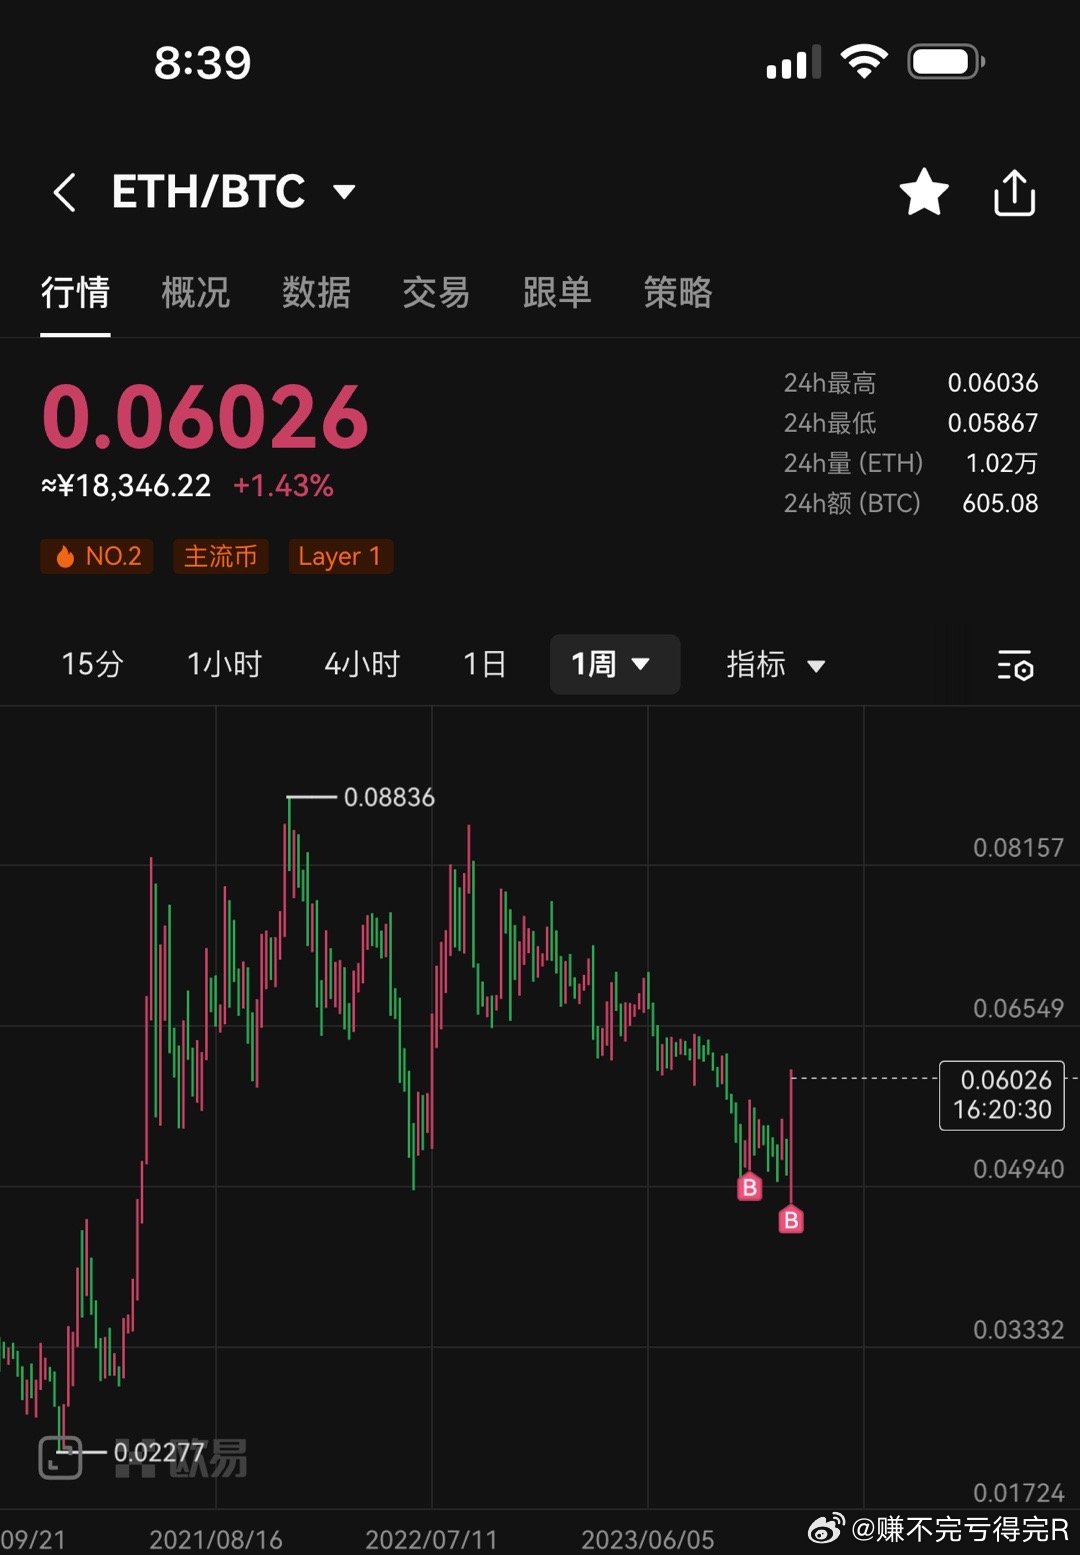 8:39
ETH/BTC
行情 概况 数据 交易 跟单 策略
0.06026
≈¥18,346.22 +1.43%
24h最高 0.06036
24h最低 0.05867
24h量 (ETH) 1.02万
24h额 (BTC) 605.08
NO.2 主流币 Layer 1
15分 1小时 4小时 1日 1周 指标
0.08836
0.08157
0.06549
0.06026
16:20:30
0.04940
B
B
0.03332
0.02277
欧易
0.01724
09/21 2021/08/16 2022/07/11 2023/06/05
@赚不完亏得完R